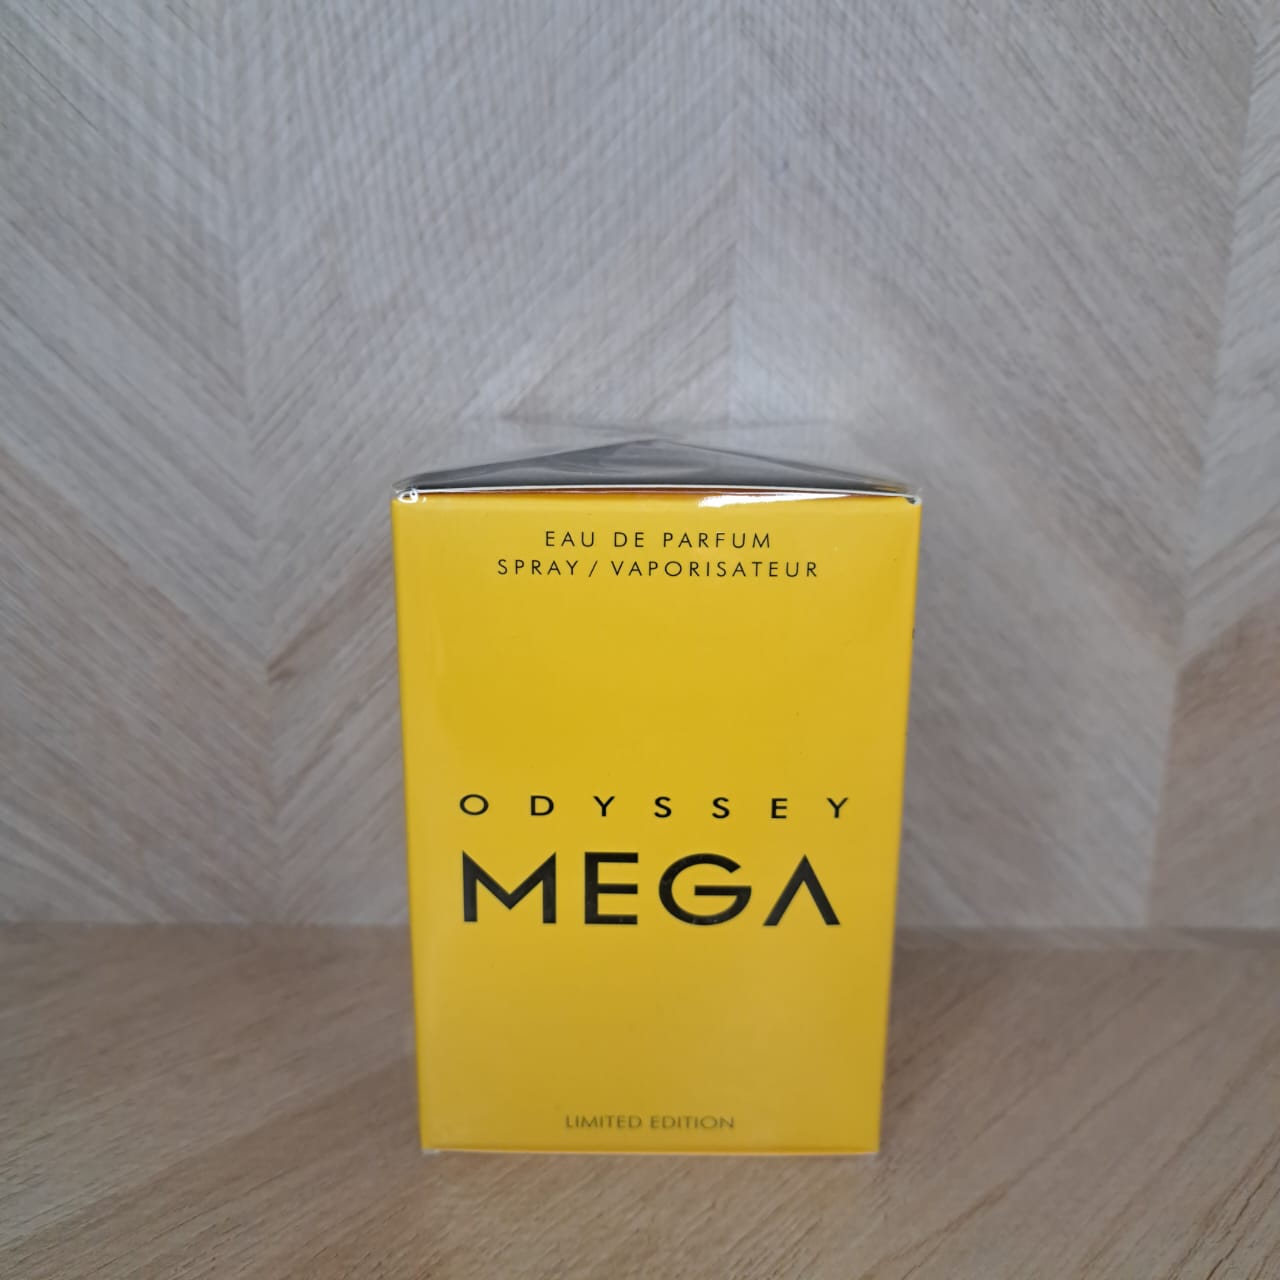 EAU DE PARFUM
SPRAY / VAPORISATEUR
ODYSSEY
MEGA
LIMITED EDITION